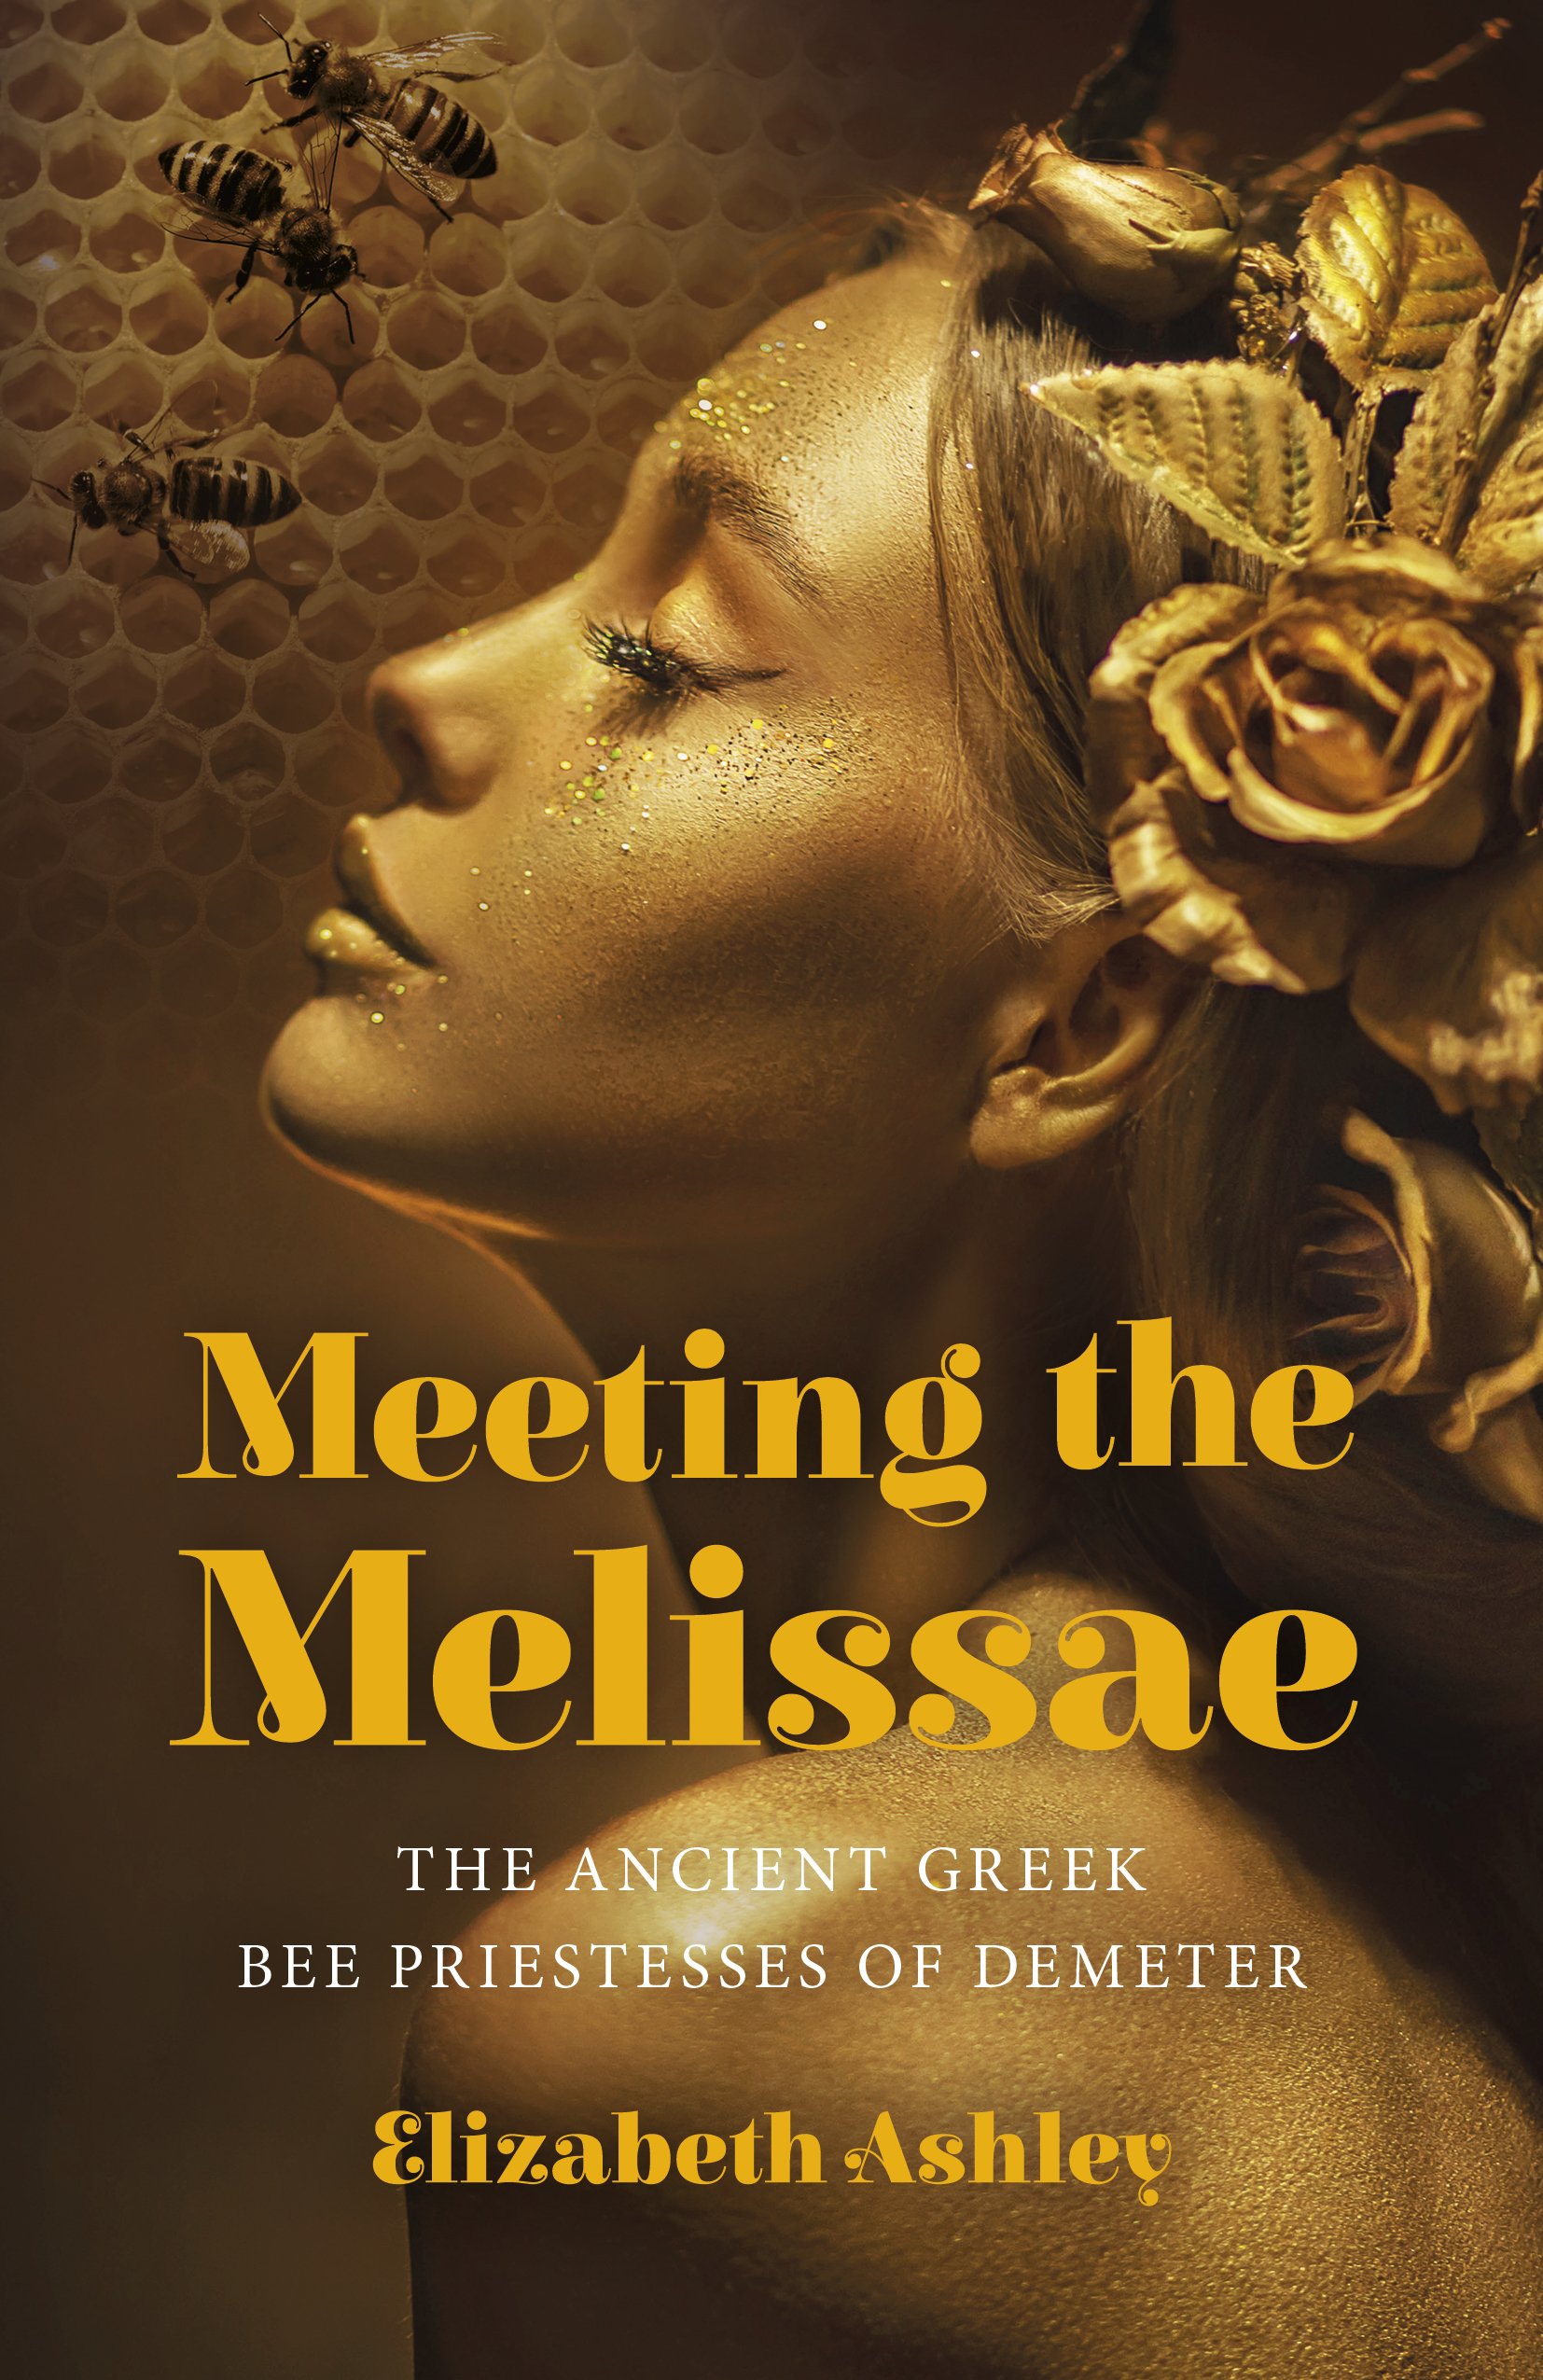 Meeting the
Melissae
THE ANCIENT GREEK
BEE PRIESTESSES OF DEMETER
Elizabeth Ashley